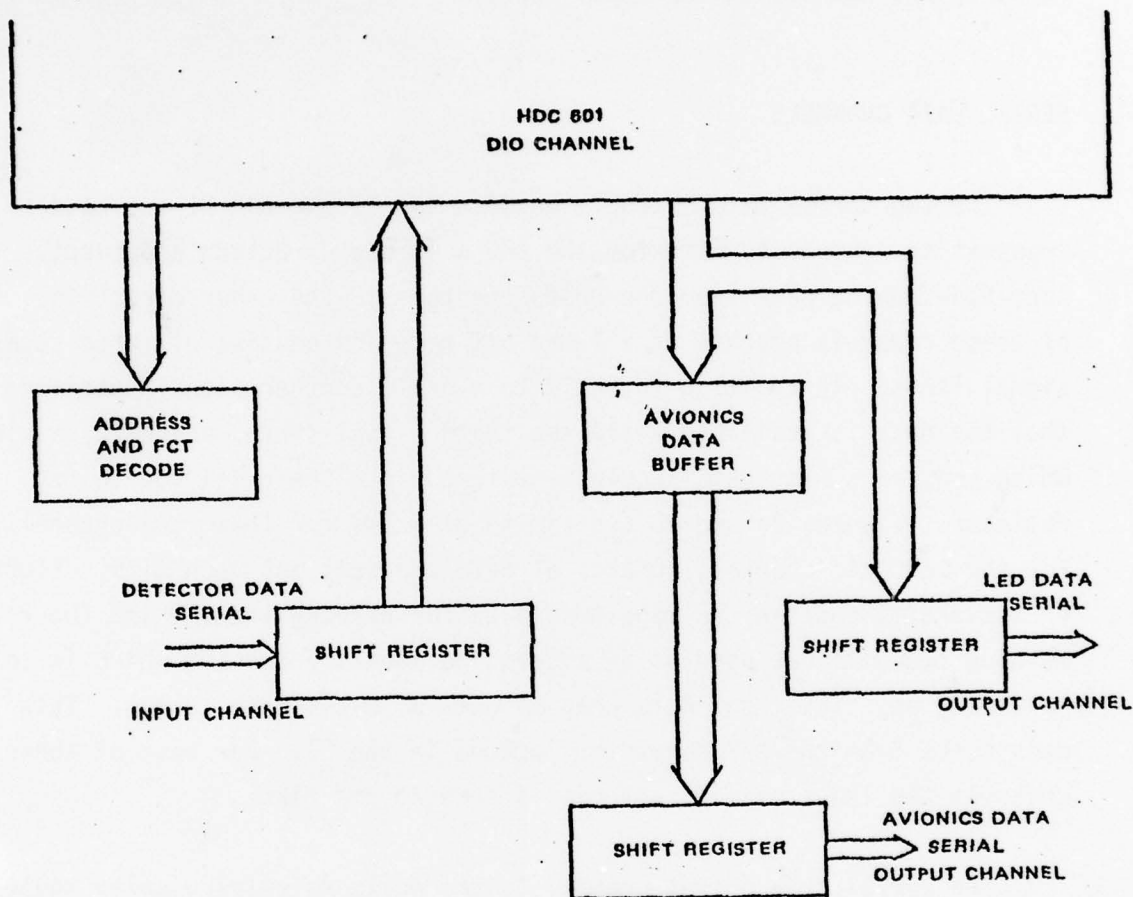 HDC 601
DIO CHANNEL
ADDRESS
AND FCT
DECODE
AVIONICS
DATA
BUFFER
DETECTOR DATA
SERIAL
SHIFT REGISTER
INPUT CHANNEL
LED DATA
SERIAL
SHIFT REGISTER
OUTPUT CHANNEL
SHIFT REGISTER
AVIONICS DATA
SERIAL
OUTPUT CHANNEL